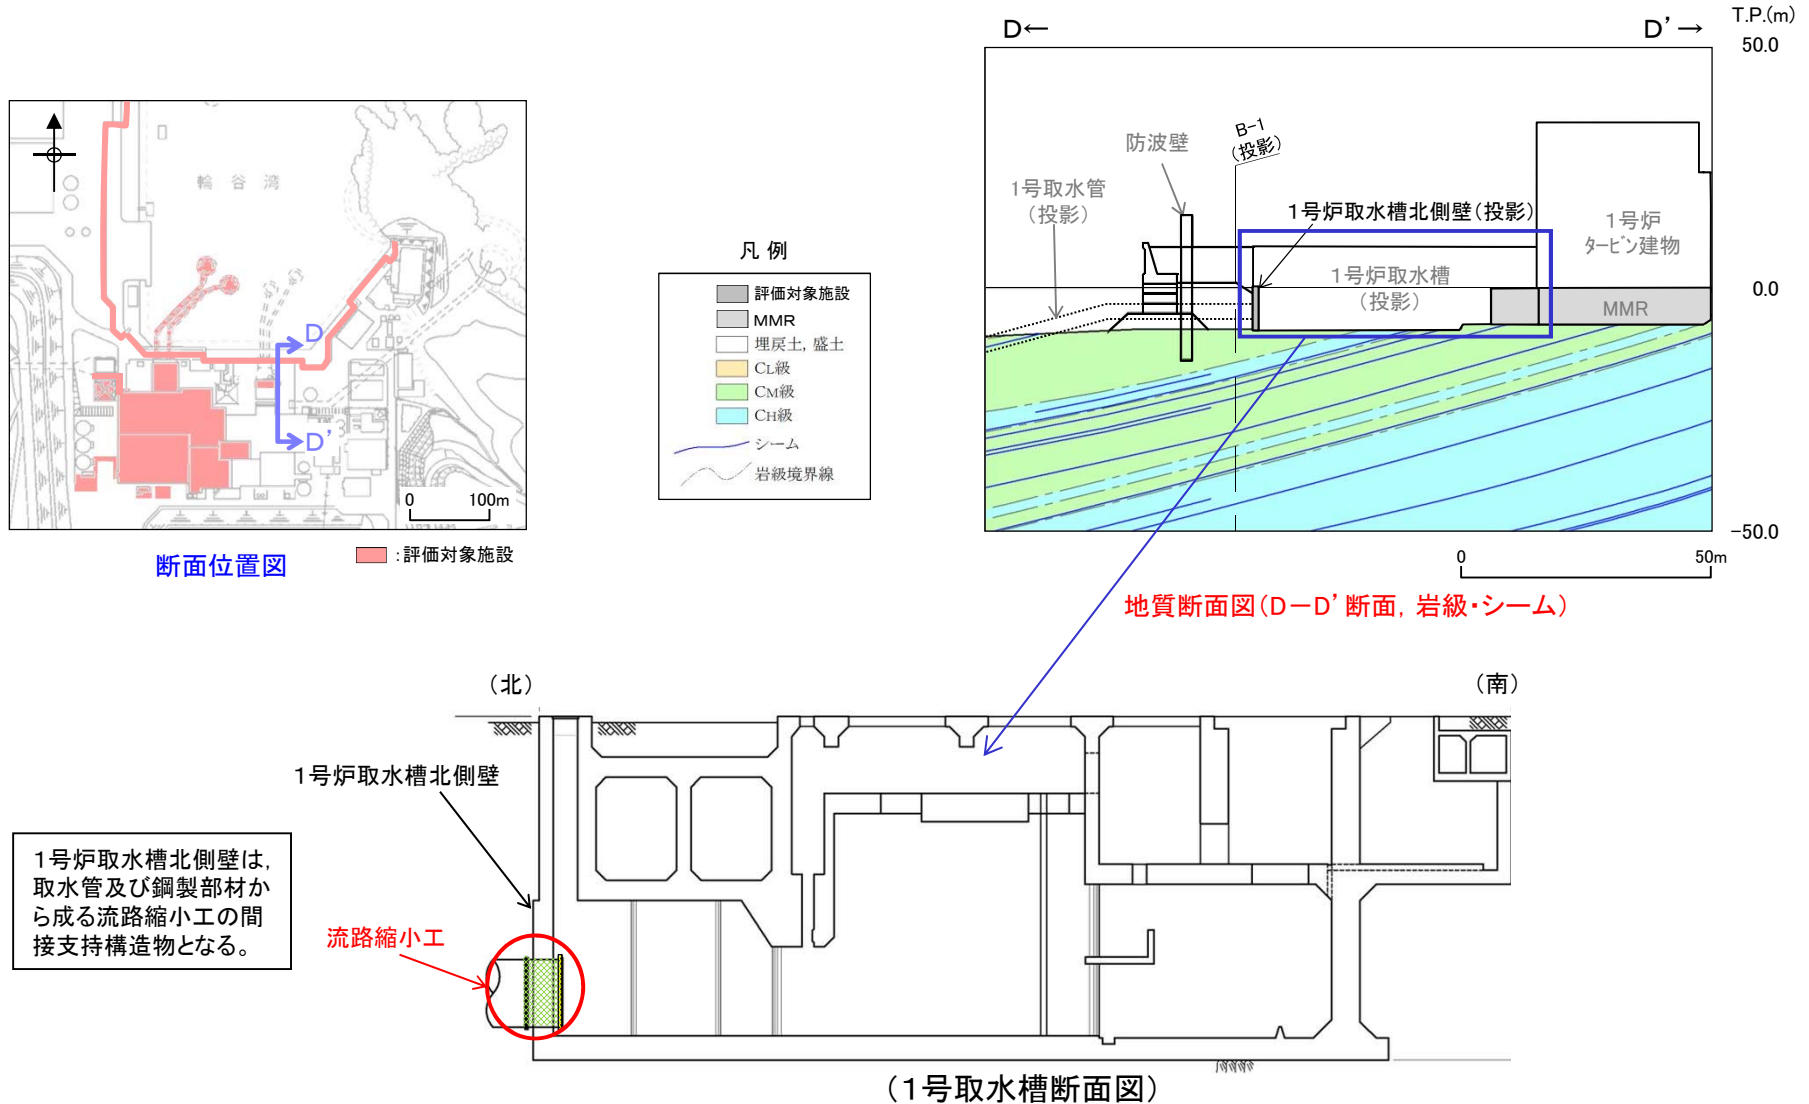 D←
D’→
T.P.(m)
50.0
B-1
(投影)
防波壁
1号取水管
(投影)
1号炉取水槽北側壁(投影)
1号炉
タービン建物
1号炉取水槽
(投影)
0.0
MMR
-50.0
0
50m
地質断面図(D-D’断面, 岩級・シーム)
輪谷湾
D
D’
0
100m
断面位置図
:評価対象施設
凡例
評価対象施設
MMR
埋戻土, 盛土
CL級
CM級
CH級
シーム
岩級境界線
(北)
(南)
1号炉取水槽北側壁
1号炉取水槽北側壁は,
取水管及び鋼製部材か
ら成る流路縮小工の間
接支持構造物となる。
流路縮小工
(1号取水槽断面図)